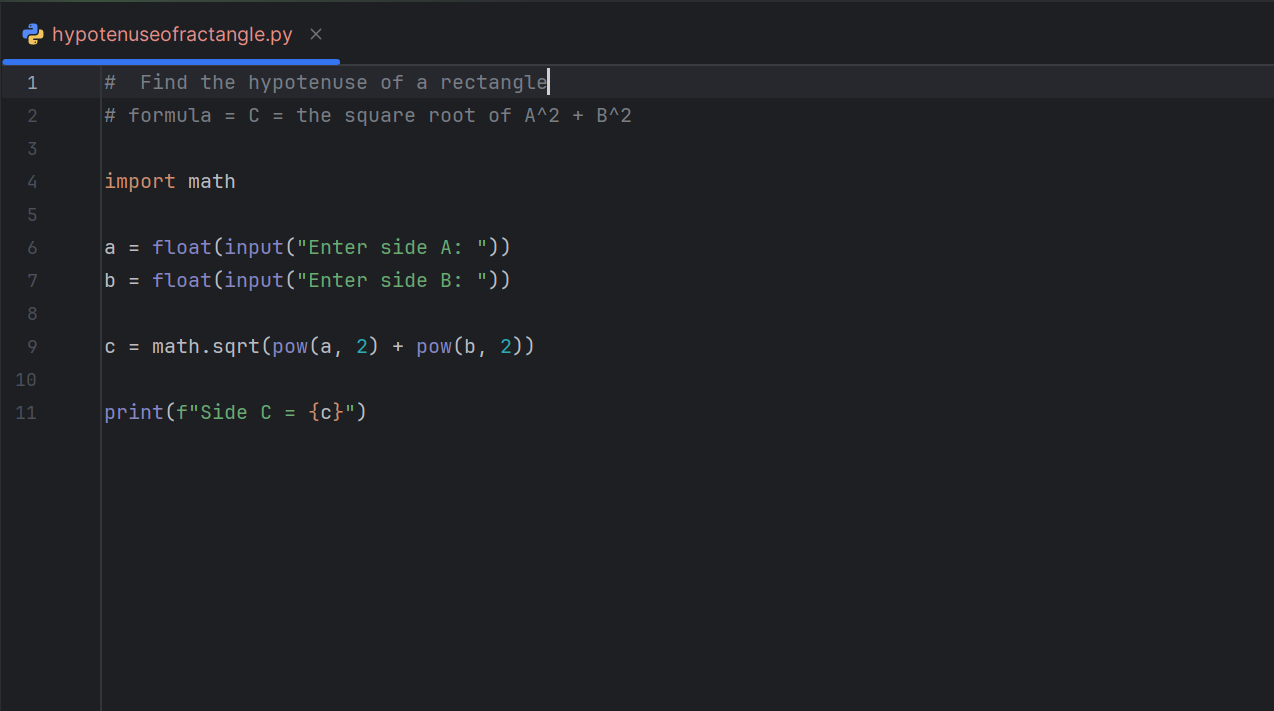 hypotenuseofractangle.py
1 #  Find the hypotenuse of a rectangle
2 # formula = C = the square root of A^2 + B^2
3
4 import math
5
6 a = float(input("Enter side A: "))
7 b = float(input("Enter side B: "))
8
9 c = math.sqrt(pow(a, 2) + pow(b, 2))
10
11 print(f"Side C = {c}")